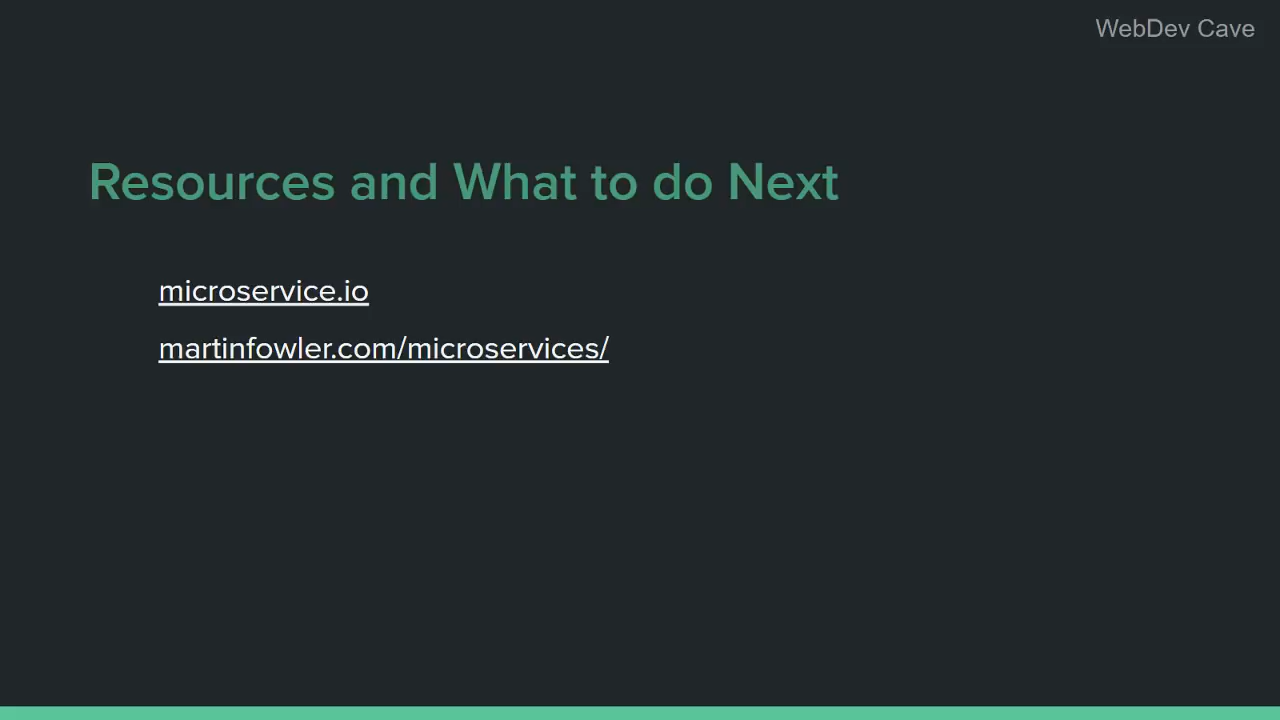 WebDev Cave
Resources and What to do Next
microservice.io
martinfowler.com/microservices/